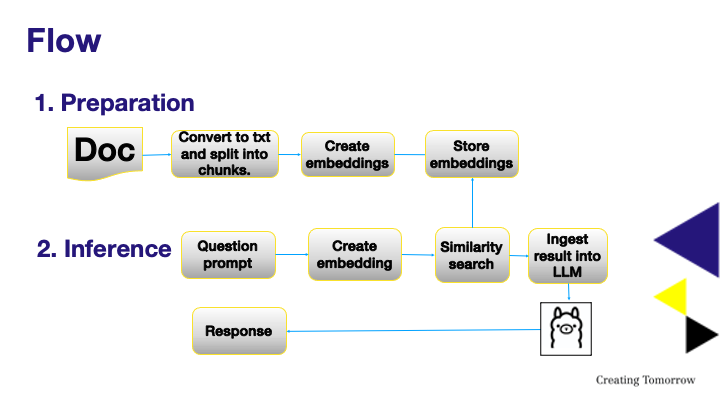 Flow
1. Preparation
Doc
Convert to txt
and split into
chunks.
Create
embeddings
Store
embeddings
2. Inference
Question
prompt
Create
embedding
Similarity
search
Ingest
result into
LLM
Response
Creating Tomorrow